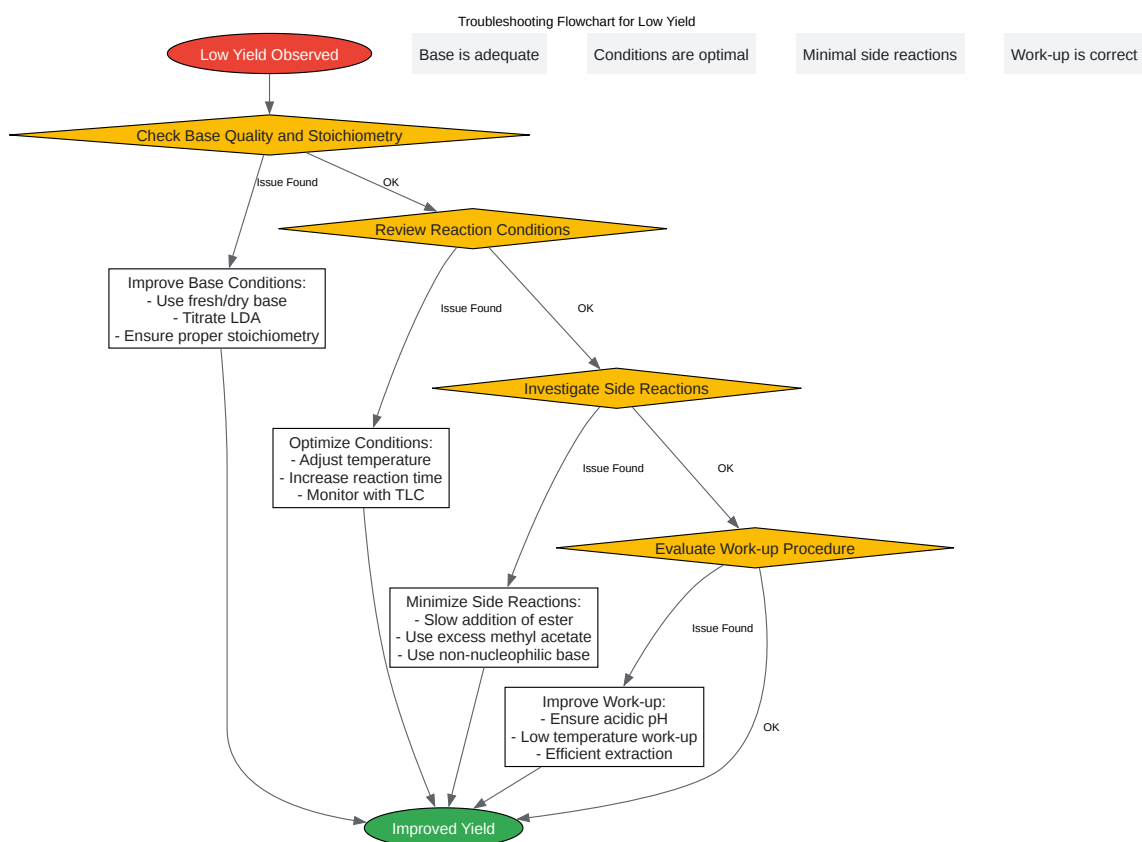 Troubleshooting Flowchart for Low Yield
Low Yield Observed
Base is adequate
Conditions are optimal
Minimal side reactions
Work-up is correct
Check Base Quality and Stoichiometry
Issue Found
OK
Review Reaction Conditions
Improve Base Conditions:
- Use fresh/dry base
- Titrate LDA
- Ensure proper stoichiometry
Issue Found
OK
Investigate Side Reactions
Optimize Conditions:
- Adjust temperature
- Increase reaction time
- Monitor with TLC
Issue Found
OK
Evaluate Work-up Procedure
Minimize Side Reactions:
- Slow addition of ester
- Use excess methyl acetate
- Use non-nucleophilic base
Issue Found
Improve Work-up:
- Ensure acidic pH
- Low temperature work-up
- Efficient extraction
OK
Improved Yield